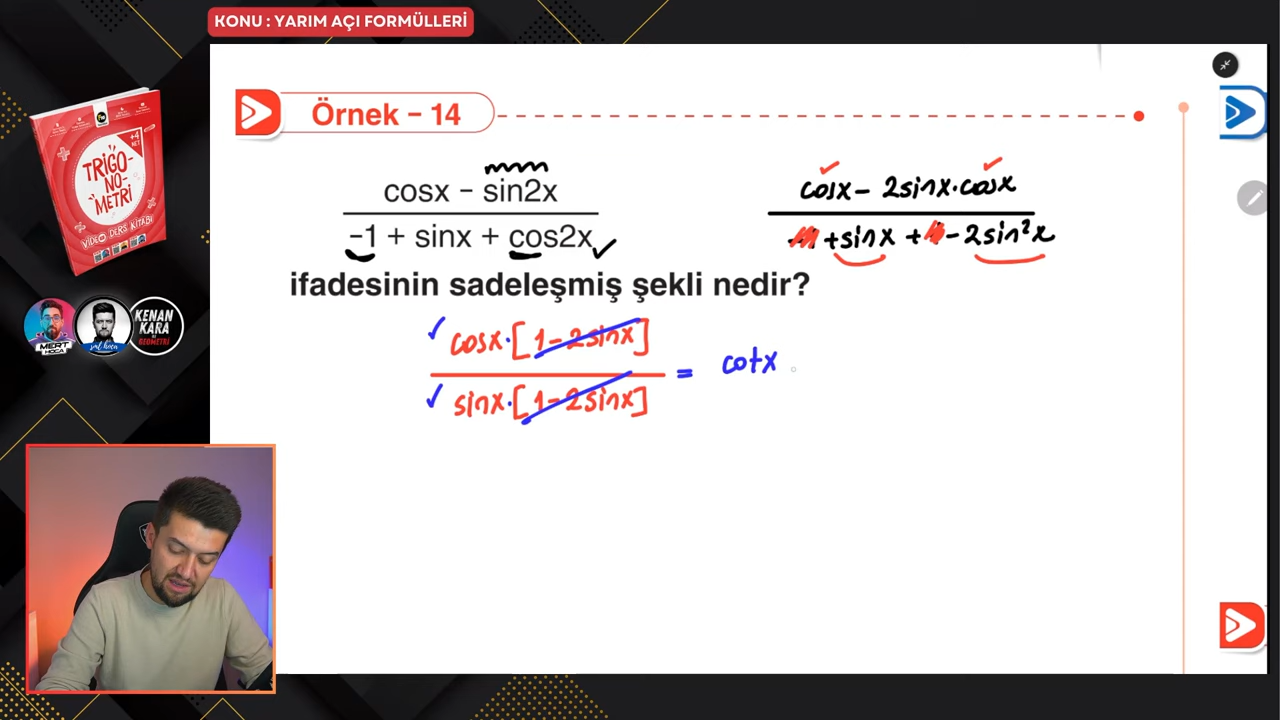 KONU : YARIM AÇI FORMÜLLERİ
+4 NET
TRİGO-
NO-
METRİ
VİDEO DERS KİTABI
MERT HOCA
KENAN
KARA
GEOMETRİ
Örnek – 14
cosx – sin2x
–1 + sinx + cos2x
cosx – 2sinx·cosx
-1 + sinx + 1 - 2sin²x
ifadesinin sadeleşmiş şekli nedir?
cosx·[1-2sinx]
sinx·[1-2sinx]
= cotx